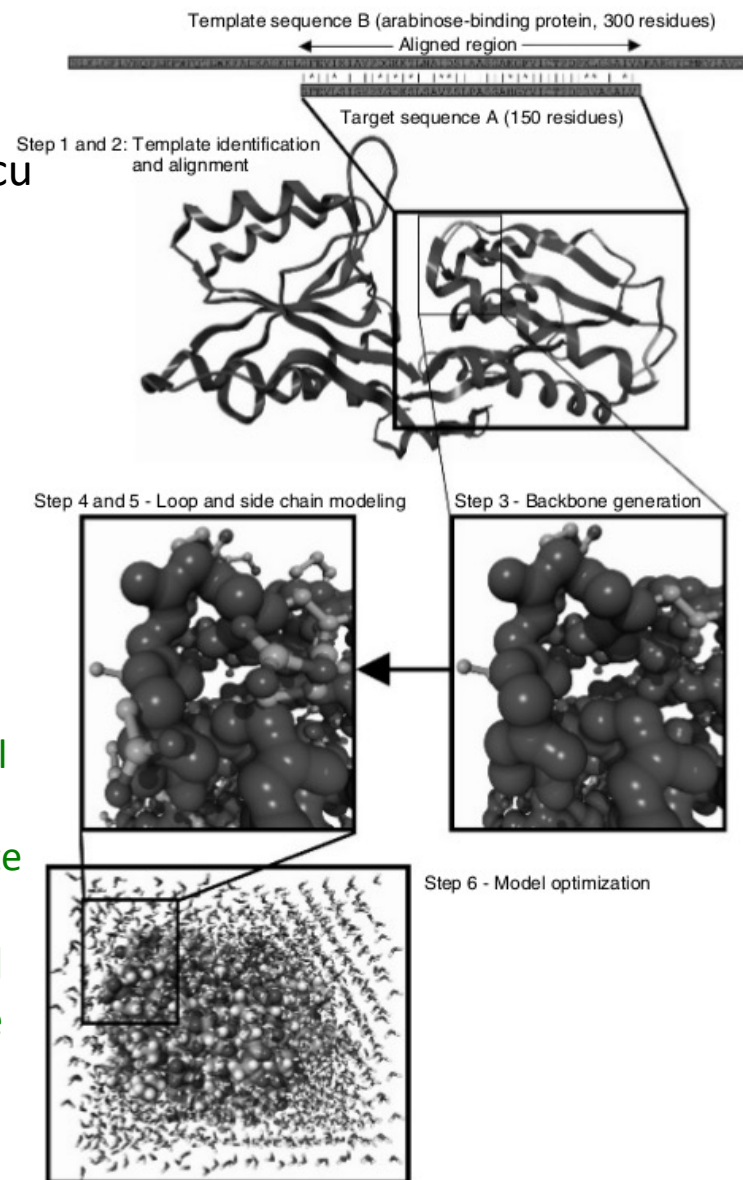 Template sequence B (arabinose-binding protein, 300 residues)
Aligned region
Target sequence A (150 residues)
Step 1 and 2: Template identification
and alignment
cu
Step 4 and 5 - Loop and side chain modeling
Step 3 - Backbone generation
l
e
Step 6 - Model optimization